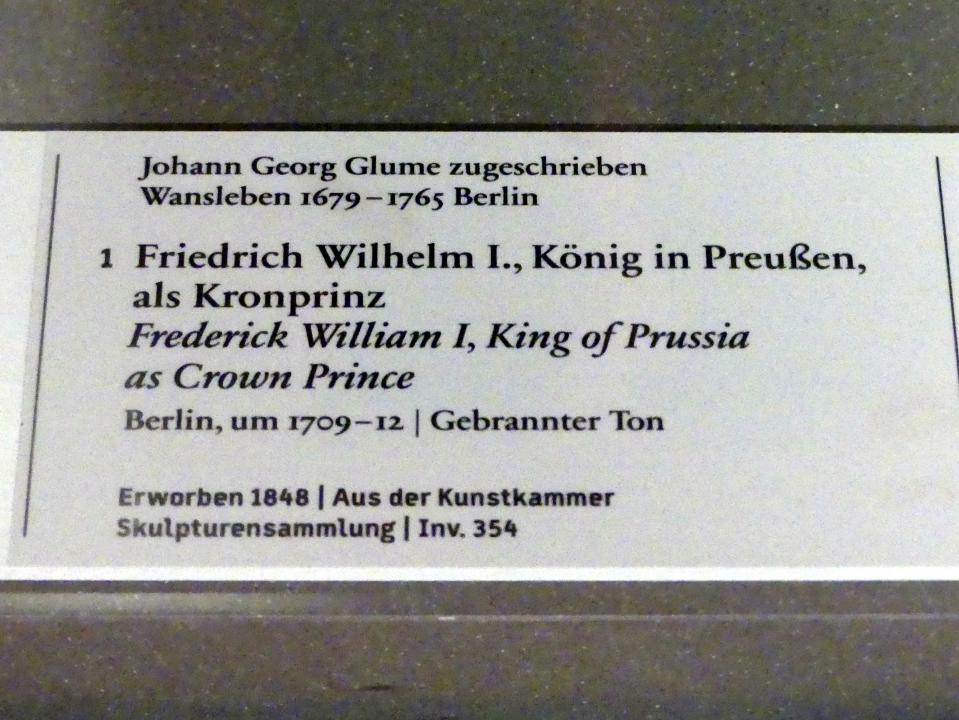 Johann Georg Glume zugeschrieben
Wansleben 1679–1765 Berlin
1 Friedrich Wilhelm I., König in Preußen,
als Kronprinz
Frederick William I, King of Prussia
as Crown Prince
Berlin, um 1709–12 | Gebrannter Ton
Erworben 1848 | Aus der Kunstkammer
Skulpturensammlung | Inv. 354